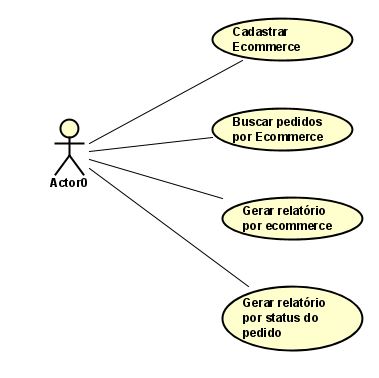 Cadastrar
Ecommerce
Buscar pedidos
por Ecommerce
Actor0
Gerar relatório
por ecommerce
Gerar relatório
por status do
pedido